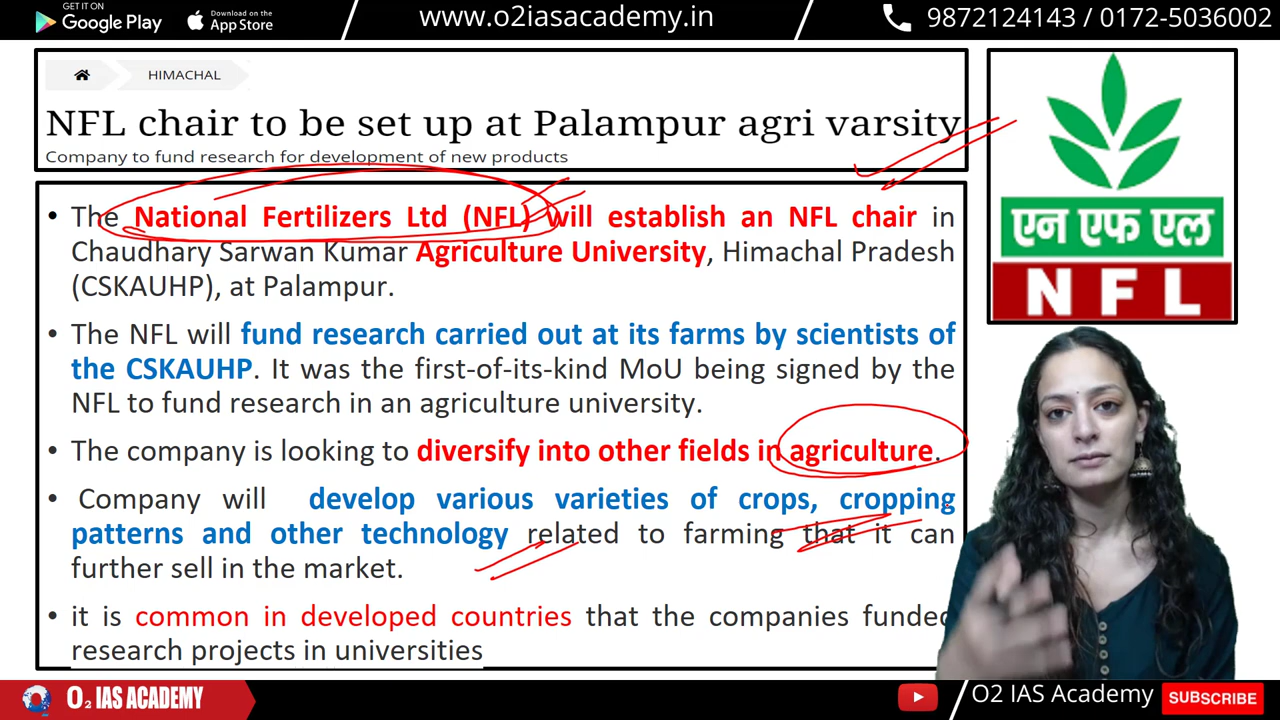 GET IT ON
Google Play
Download on the
App Store
www.o2iasacademy.in
9872124143 / 0172-5036002
HIMACHAL
NFL chair to be set up at Palampur agri varsity
Company to fund research for development of new products
• The National Fertilizers Ltd (NFL) will establish an NFL chair in
Chaudhary Sarwan Kumar Agriculture University, Himachal Pradesh
(CSKAUHP), at Palampur.
• The NFL will fund research carried out at its farms by scientists of
the CSKAUHP. It was the first-of-its-kind MoU being signed by the
NFL to fund research in an agriculture university.
• The company is looking to diversify into other fields in agriculture.
• Company will develop various varieties of crops, cropping
patterns and other technology related to farming that it can
further sell in the market.
• it is common in developed countries that the companies funded
research projects in universities
एन एफ एल
NFL
O2 IAS ACADEMY
O2 IAS Academy
SUBSCRIBE